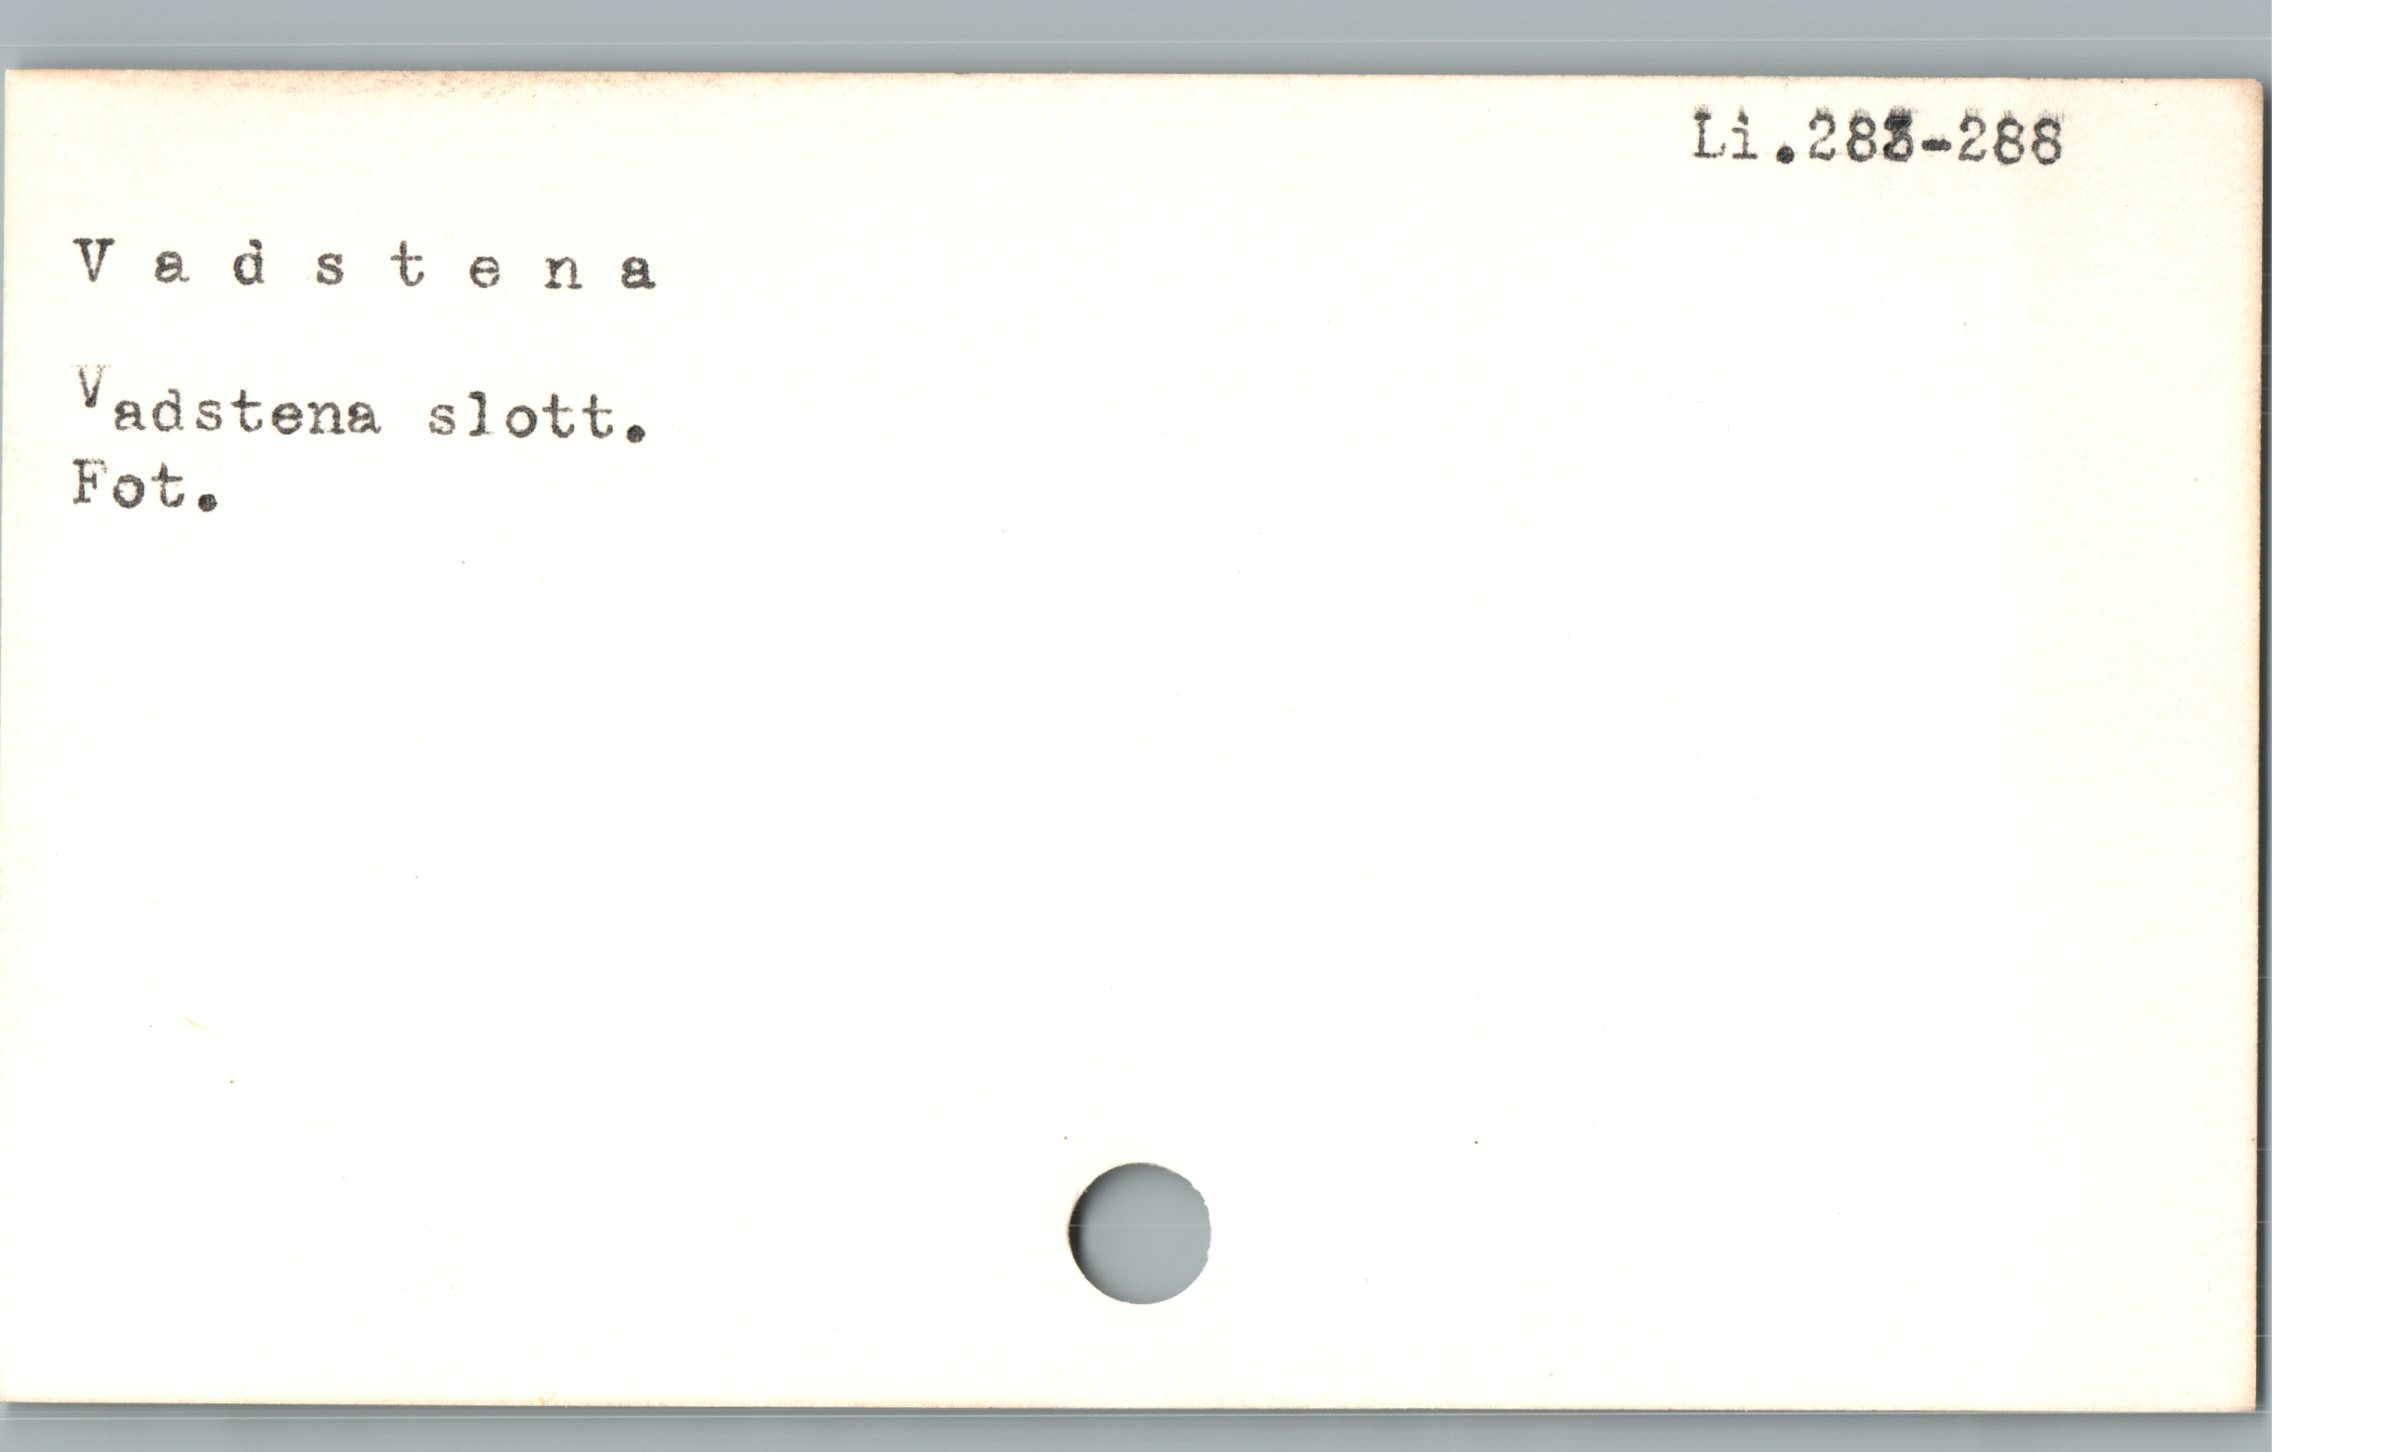 Li.283-288
V a d s t e n a
Vadstena slott.
Fot.